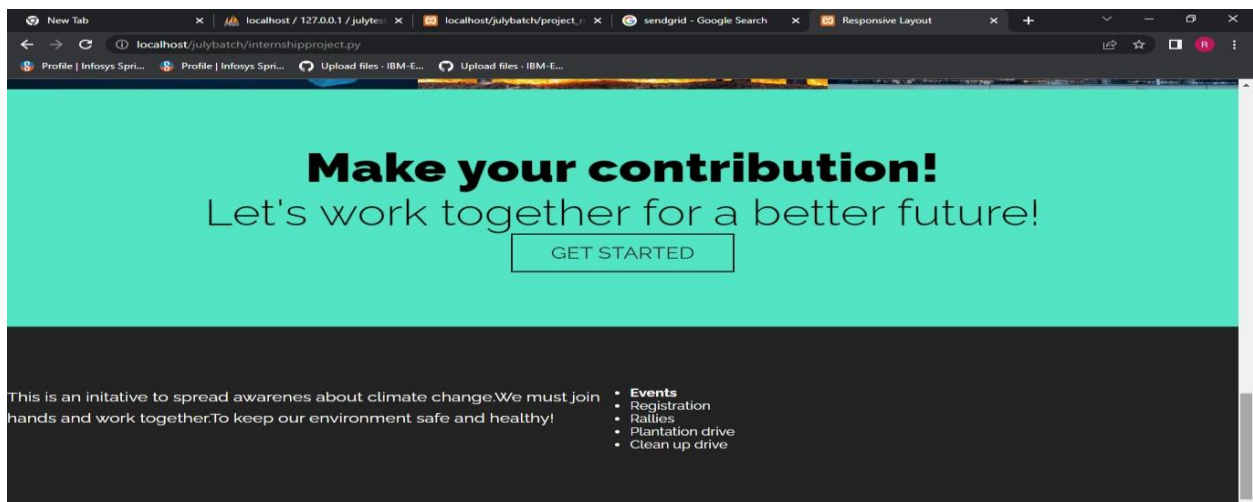 New Tab
localhost / 127.0.0.1 / julytest
localhost/julybatch/project_n
sendgrid - Google Search
Responsive Layout
localhost/julybatch/internshipproject.py
R
Profile | Infosys Spri...
Profile | Infosys Spri...
Upload files · IBM-E...
Upload files · IBM-E...
Make your contribution!
Let's work together for a better future!
GET STARTED
This is an initative to spread awarenes about climate change.We must join
hands and work together.To keep our environment safe and healthy!
• Events
• Registration
• Rallies
• Plantation drive
• Clean up drive